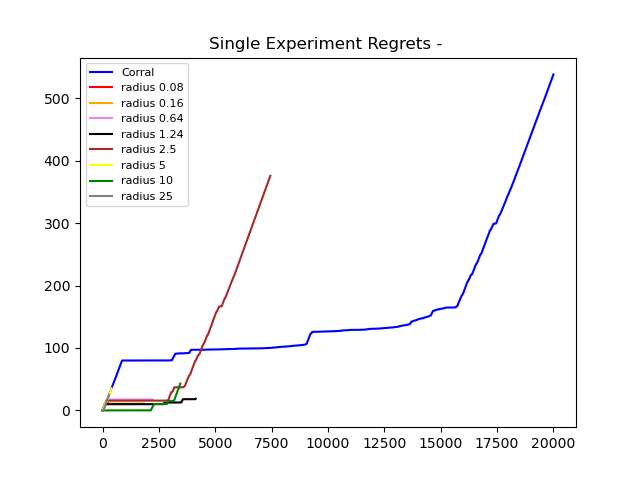 Single Experiment Regrets -
Corral
radius 0.08
radius 0.16
radius 0.64
radius 1.24
radius 2.5
radius 5
radius 10
radius 25
500
400
300
200
100
0
0 2500 5000 7500 10000 12500 15000 17500 20000